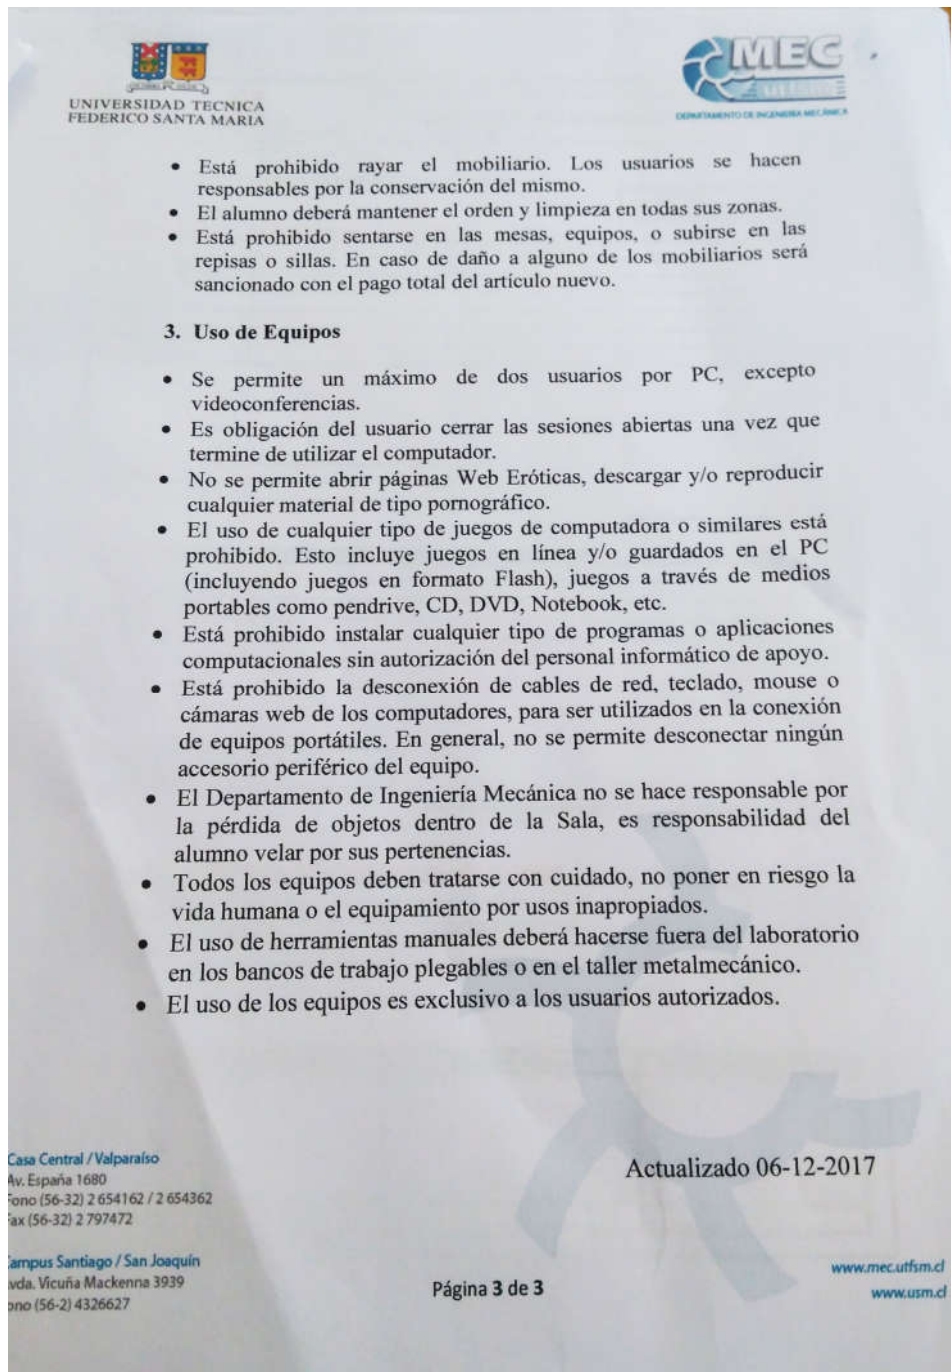 UNIVERSIDAD TECNICA
FEDERICO SANTA MARIA
MEC
DEPARTAMENTO DE INGENIERÍA MECÁNICA
• Está prohibido rayar el mobiliario. Los usuarios se hacen
responsables por la conservación del mismo.
• El alumno deberá mantener el orden y limpieza en todas sus zonas.
• Está prohibido sentarse en las mesas, equipos, o subirse en las
repisas o sillas. En caso de daño a alguno de los mobiliarios será
sancionado con el pago total del artículo nuevo.
3. Uso de Equipos
• Se permite un máximo de dos usuarios por PC, excepto
videoconferencias.
• Es obligación del usuario cerrar las sesiones abiertas una vez que
termine de utilizar el computador.
• No se permite abrir páginas Web Eróticas, descargar y/o reproducir
cualquier material de tipo pornográfico.
• El uso de cualquier tipo de juegos de computadora o similares está
prohibido. Esto incluye juegos en línea y/o guardados en el PC
(incluyendo juegos en formato Flash), juegos a través de medios
portables como pendrive, CD, DVD, Notebook, etc.
• Está prohibido instalar cualquier tipo de programas o aplicaciones
computacionales sin autorización del personal informático de apoyo.
• Está prohibido la desconexión de cables de red, teclado, mouse o
cámaras web de los computadores, para ser utilizados en la conexión
de equipos portátiles. En general, no se permite desconectar ningún
accesorio periférico del equipo.
• El Departamento de Ingeniería Mecánica no se hace responsable por
la pérdida de objetos dentro de la Sala, es responsabilidad del
alumno velar por sus pertenencias.
• Todos los equipos deben tratarse con cuidado, no poner en riesgo la
vida humana o el equipamiento por usos inapropiados.
• El uso de herramientas manuales deberá hacerse fuera del laboratorio
en los bancos de trabajo plegables o en el taller metalmecánico.
• El uso de los equipos es exclusivo a los usuarios autorizados.
Actualizado 06-12-2017
Casa Central / Valparaíso
Av. España 1680
Fono (56-32) 2 654162 / 2 654362
Fax (56-32) 2 797472
Campus Santiago / San Joaquín
vda. Vicuña Mackenna 3939
ono (56-2) 4326627
Página 3 de 3
www.mec.utfsm.cl
www.usm.cl